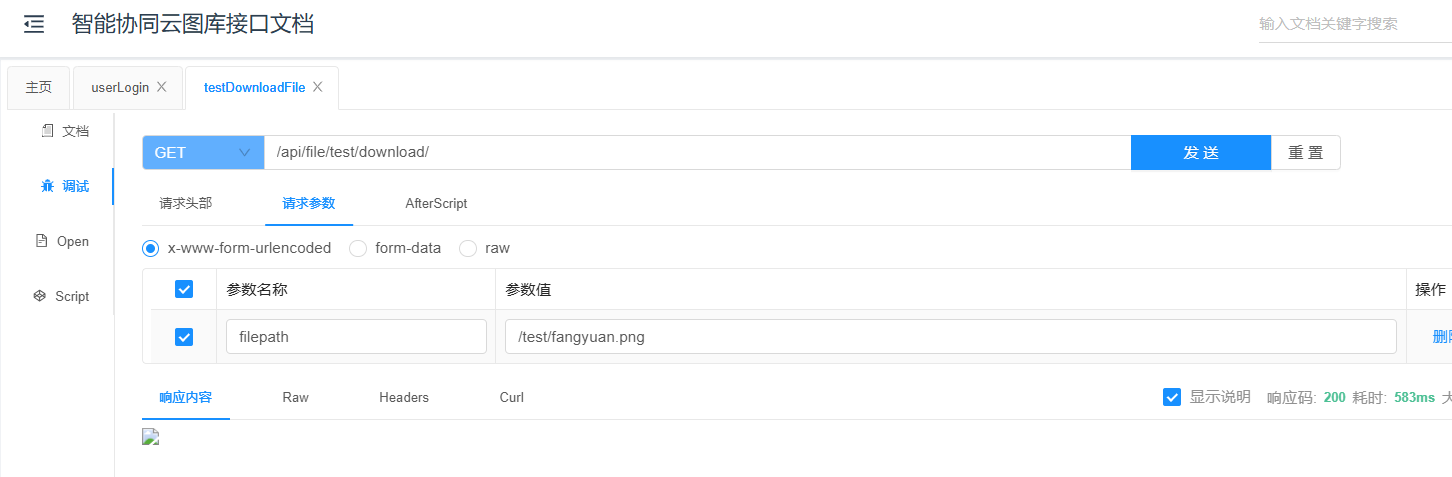 智能协同云图库接口文档
输入文档关键字搜索
主页 userLogin testDownloadFile
文档
调试
Open
Script
GET /api/file/test/download/ 发 送 重 置
请求头部 请求参数 AfterScript
x-www-form-urlencoded form-data raw
参数名称 参数值 操作
filepath /test/fangyuan.png
响应内容 Raw Headers Curl 显示说明 响应码: 200 耗时: 583ms 大